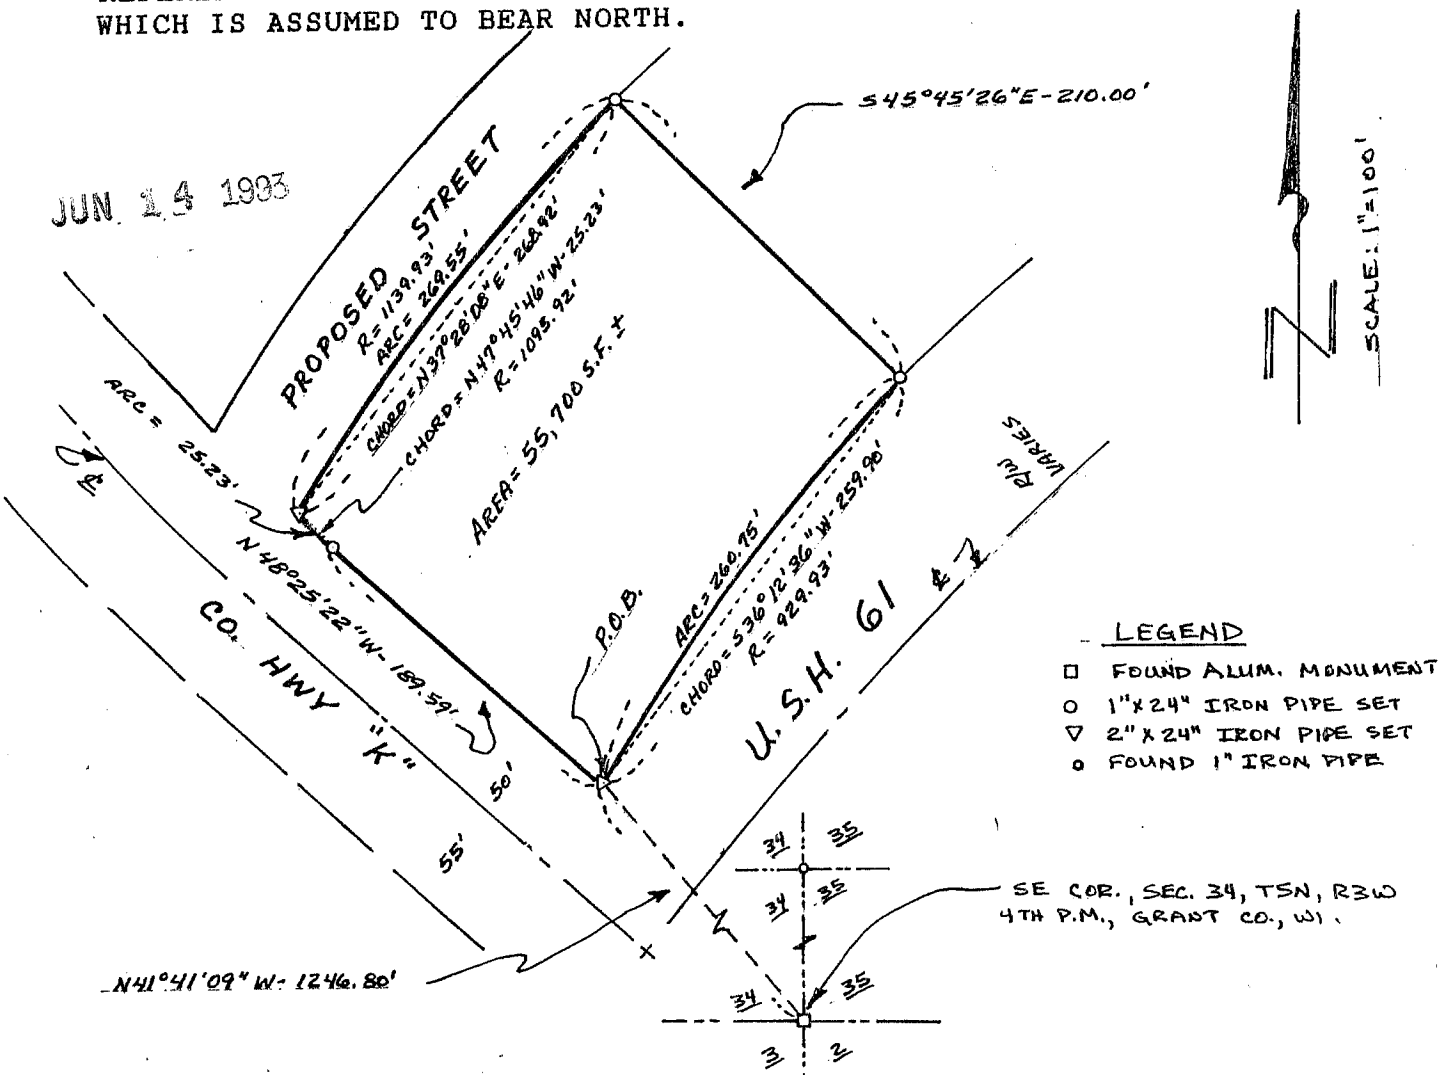 WHICH IS ASSUMED TO BEAR NORTH.
S45°45'26"E-210.00'
JUN 14 1993
SCALE: 1"=100'
N
PROPOSED STREET
R= 1139.93'
ARC= 269.55'
CHORD= N37°28'08"E- 268.92'
CHORD= N47°45'46"W-25.23'
R= 1093.92'
AREA= 55,700 S.F. ±
ARC= 25.23'
N48°25'22"W-189.59'
CO. HWY "K"
50'
55'
P.O.B.
ARC= 260.75'
CHORD= S36°12'36"W-259.90'
R= 929.93'
U.S.H. 61
R/W
VARIES
LEGEND
□ FOUND ALUM. MONUMENT
○ 1"X24" IRON PIPE SET
▽ 2"X24" IRON PIPE SET
o FOUND 1" IRON PIPE
34 35
34 35
SE COR., SEC. 34, T5N, R3W
4TH P.M., GRANT CO., WI.
N41°41'09"W- 1246.80'
34 35
3 2